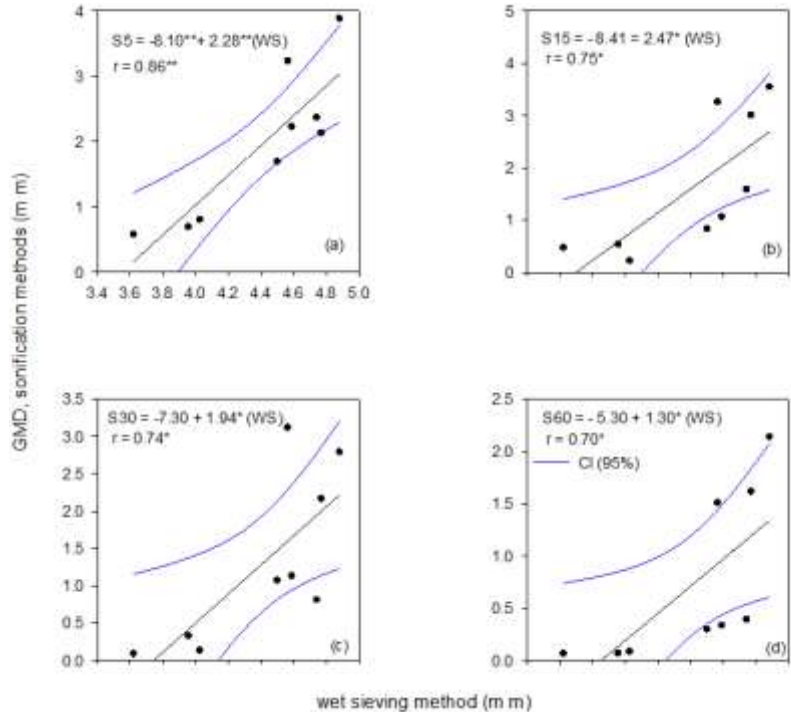 GMD, sonification methods (m m)
4
3
2
1
0
S5 = -8.10**+ 2.28**(WS)
r = 0.86**
(a)
3.4 3.6 4.0 4.2 4.4 4.6 4.8 5.0
5
4
3
2
1
0
S15 = - 8.41 = 2.47* (WS)
r = 0.75*
(b)
3.5
3.0
2.5
2.0
1.5
1.0
0.5
0.0
S30 = -7.30 + 1.94* (WS)
r = 0.74*
(c)
2.5
2.0
1.5
1.0
0.5
0.0
S60 = - 5.30 + 1.30* (WS)
r = 0.70*
CI (95%)
(d)
wet sieving method (m m)